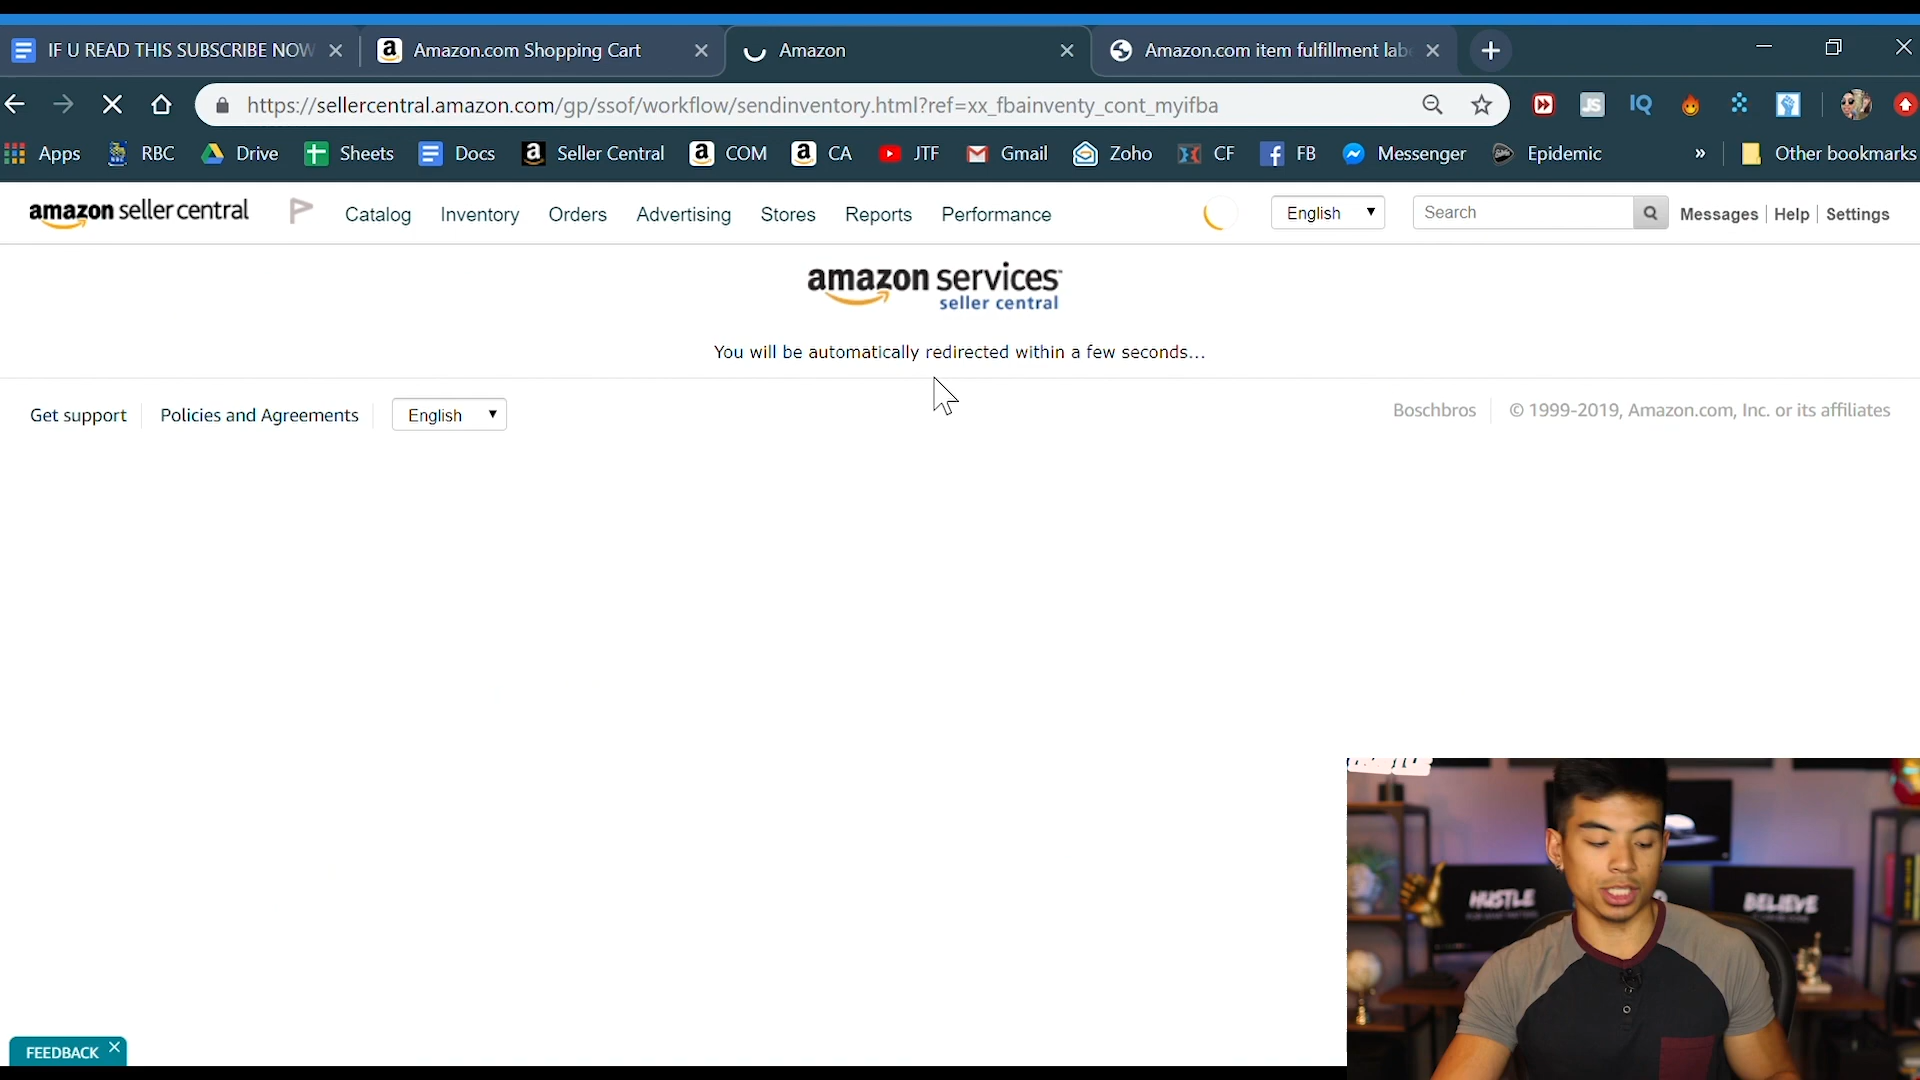 IF U READ THIS SUBSCRIBE NOW
Amazon.com Shopping Cart
Amazon
Amazon.com item fulfillment lab
https://sellercentral.amazon.com/gp/ssof/workflow/sendinventory.html?ref=xx_fbainventy_cont_myifba
JS
IQ
Apps
RBC
Drive
Sheets
Docs
Seller Central
COM
CA
JTF
Gmail
Zoho
CF
FB
Messenger
Epidemic
»
Other bookmarks
amazon seller central
Catalog
Inventory
Orders
Advertising
Stores
Reports
Performance
English
Search
Messages | Help | Settings
amazon services
seller central
You will be automatically redirected within a few seconds...
Get support
Policies and Agreements
English
Boschbros
© 1999-2019, Amazon.com, Inc. or its affiliates
HUSTLE
BELIEVE
FEEDBACK